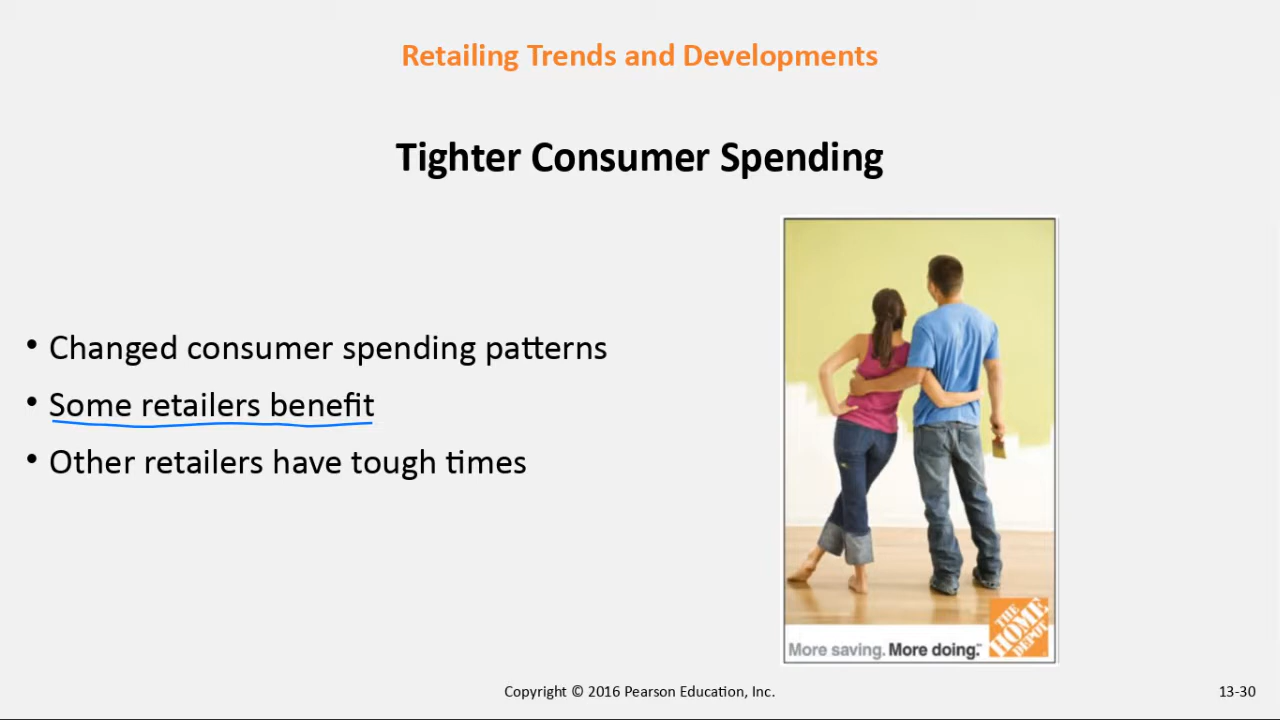 Retailing Trends and Developments
Tighter Consumer Spending
• Changed consumer spending patterns
• Some retailers benefit
• Other retailers have tough times
THE
HOME
DEPOT
More saving. More doing.™
Copyright © 2016 Pearson Education, Inc.
13-30